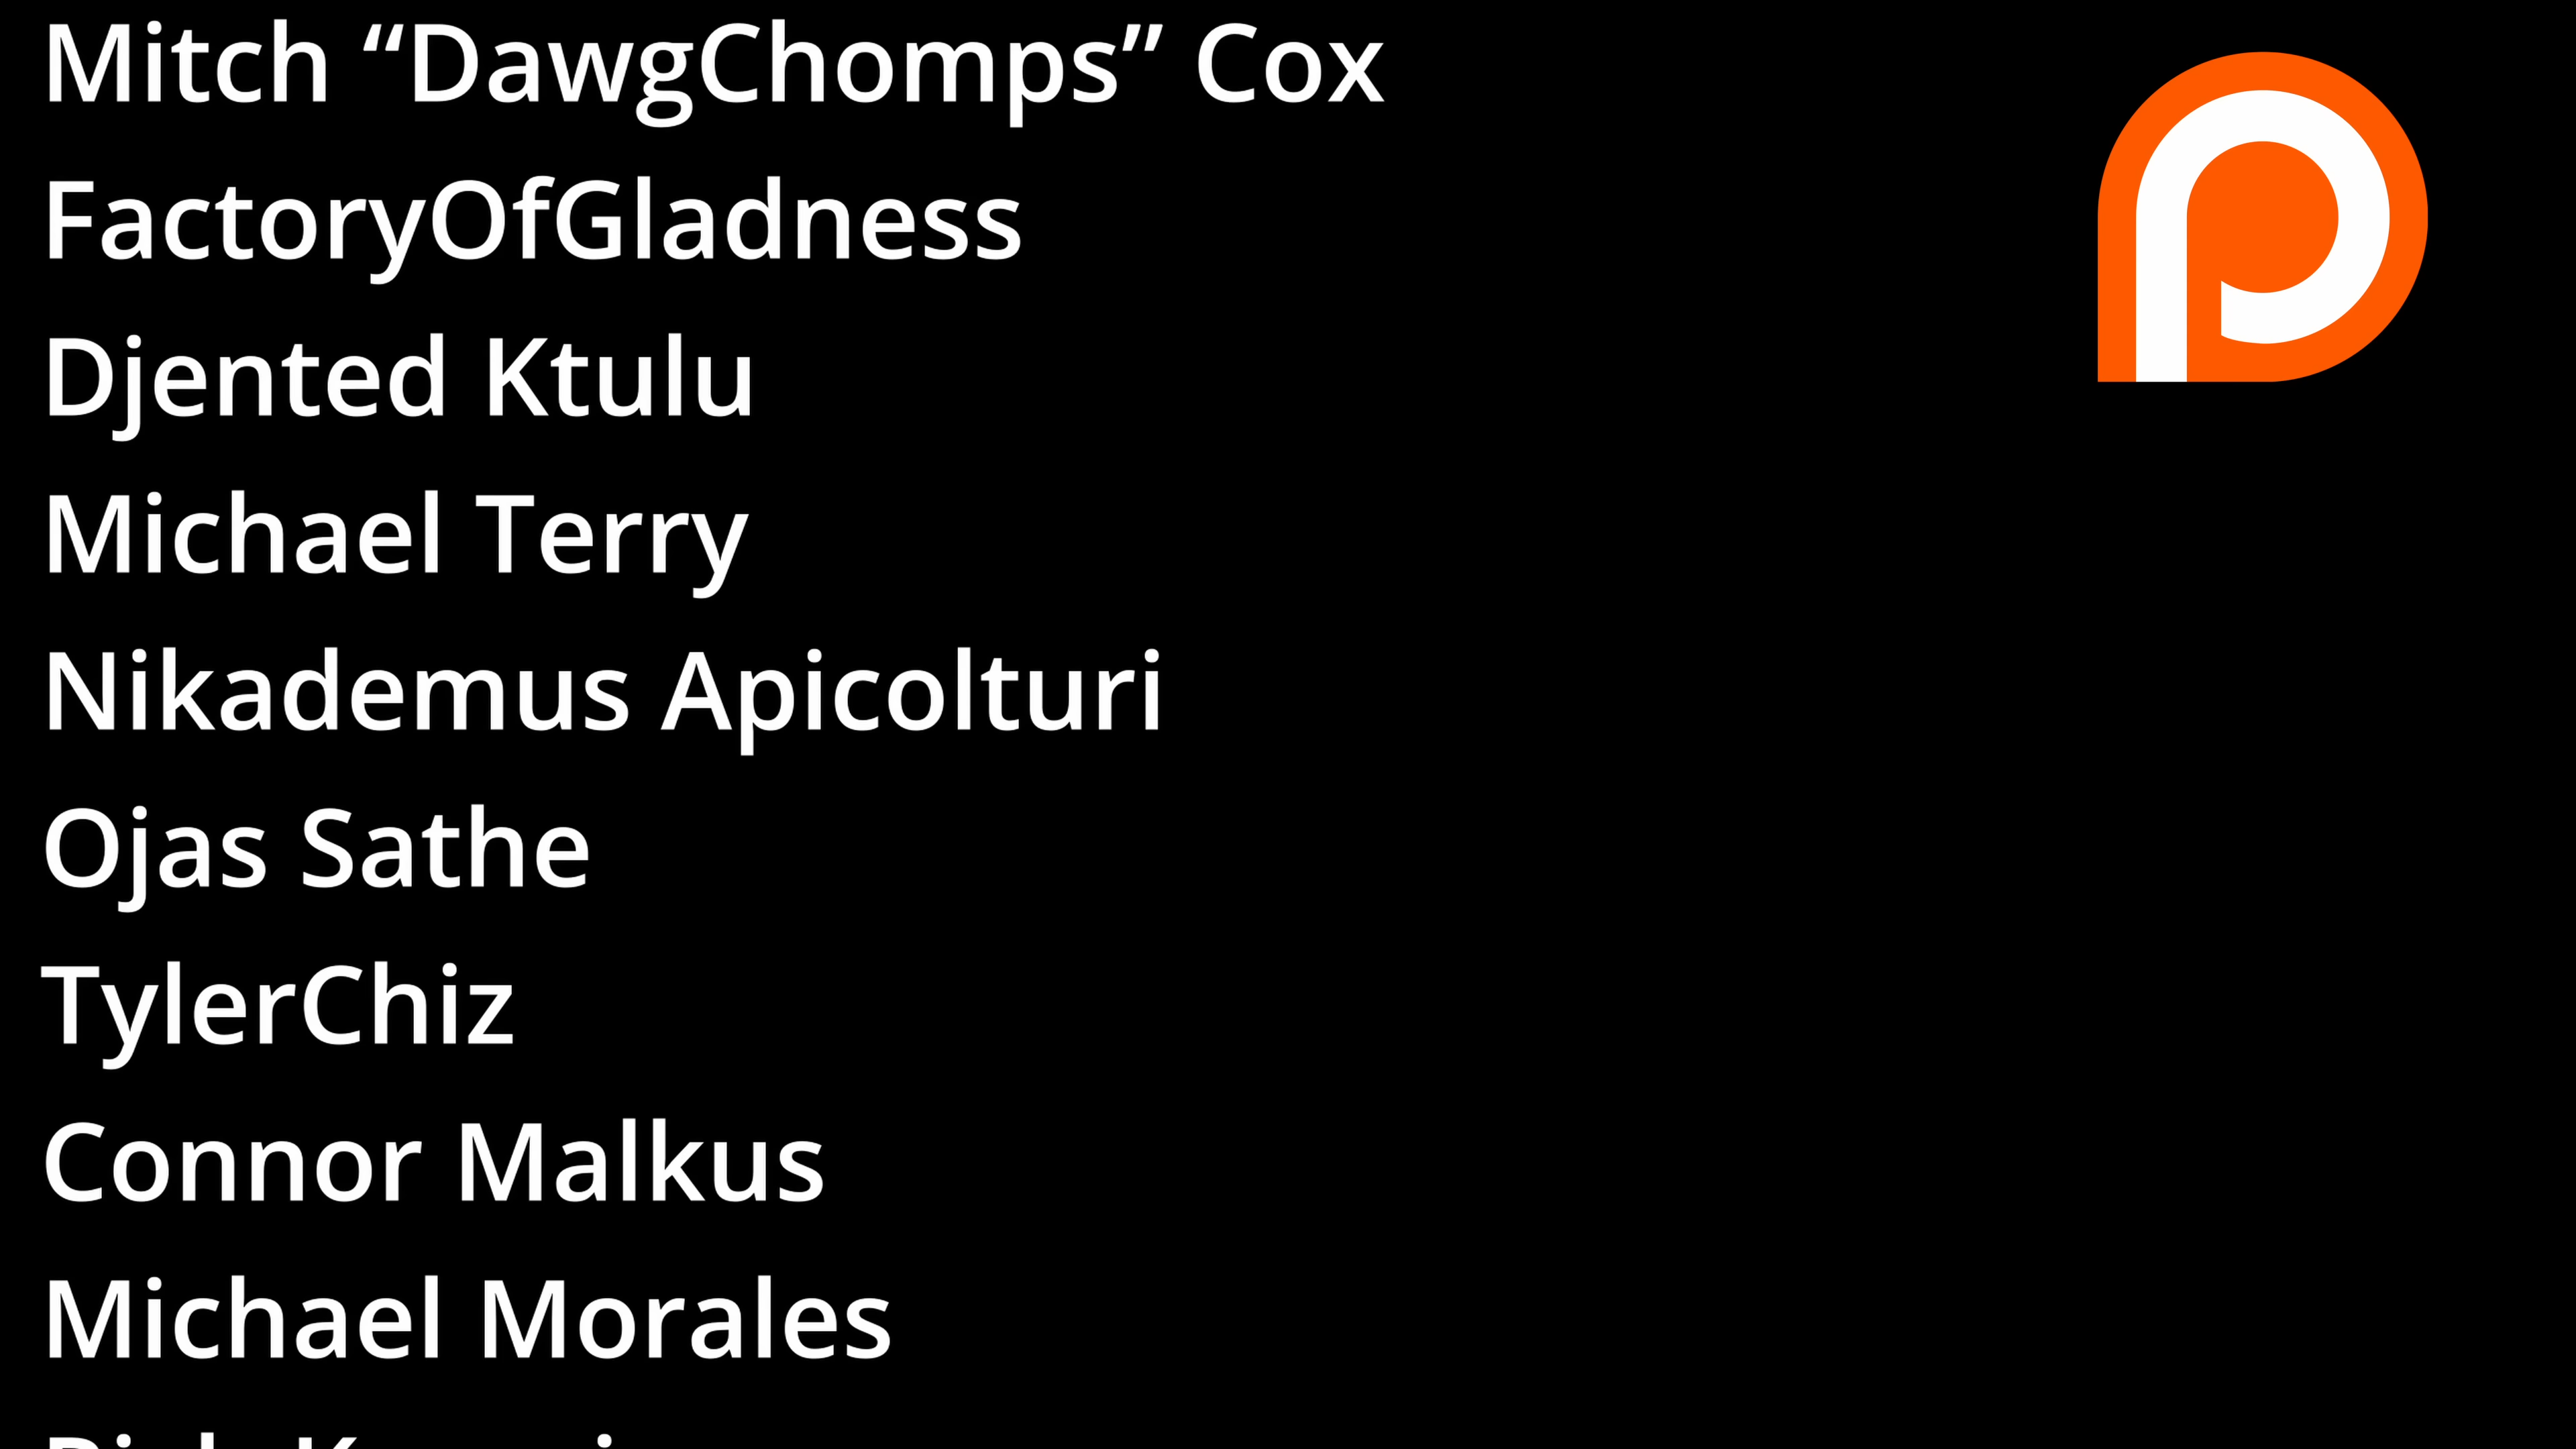 Mitch “DawgChomps” Cox
FactoryOfGladness
Djented Ktulu
Michael Terry
Nikademus Apicolturi
Ojas Sathe
TylerChiz
Connor Malkus
Michael Morales